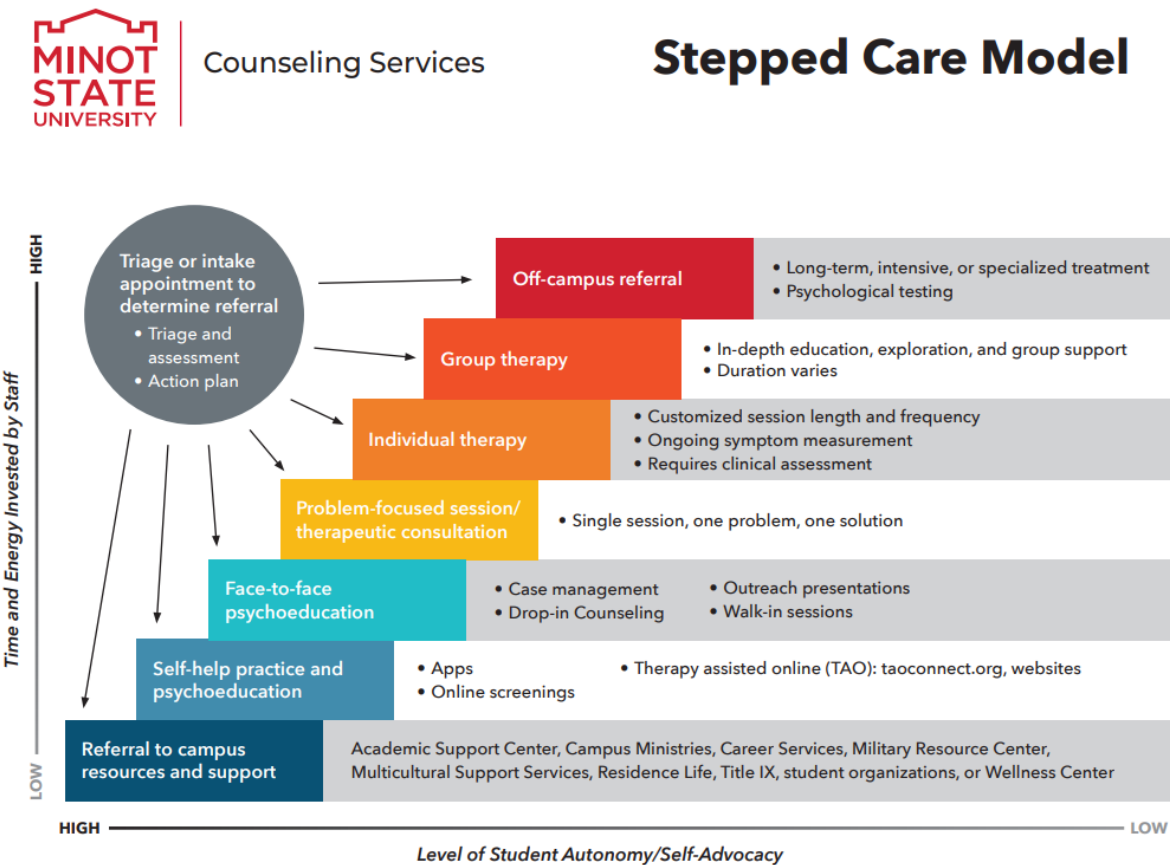 MINOT
STATE
UNIVERSITY
Counseling Services
Stepped Care Model
Triage or intake
appointment to
determine referral
• Triage and
assessment
• Action plan
Off-campus referral
• Long-term, intensive, or specialized treatment
• Psychological testing
Group therapy
• In-depth education, exploration, and group support
• Duration varies
Individual therapy
• Customized session length and frequency
• Ongoing symptom measurement
• Requires clinical assessment
Problem-focused session/
therapeutic consultation
• Single session, one problem, one solution
Face-to-face
psychoeducation
• Case management
• Drop-in Counseling
• Outreach presentations
• Walk-in sessions
Self-help practice and
psychoeducation
• Apps
• Online screenings
• Therapy assisted online (TAO): taoconnect.org, websites
Referral to campus
resources and support
Academic Support Center, Campus Ministries, Career Services, Military Resource Center,
Multicultural Support Services, Residence Life, Title IX, student organizations, or Wellness Center
HIGH
Time and Energy Invested by Staff
LOW
HIGH
LOW
Level of Student Autonomy/Self-Advocacy